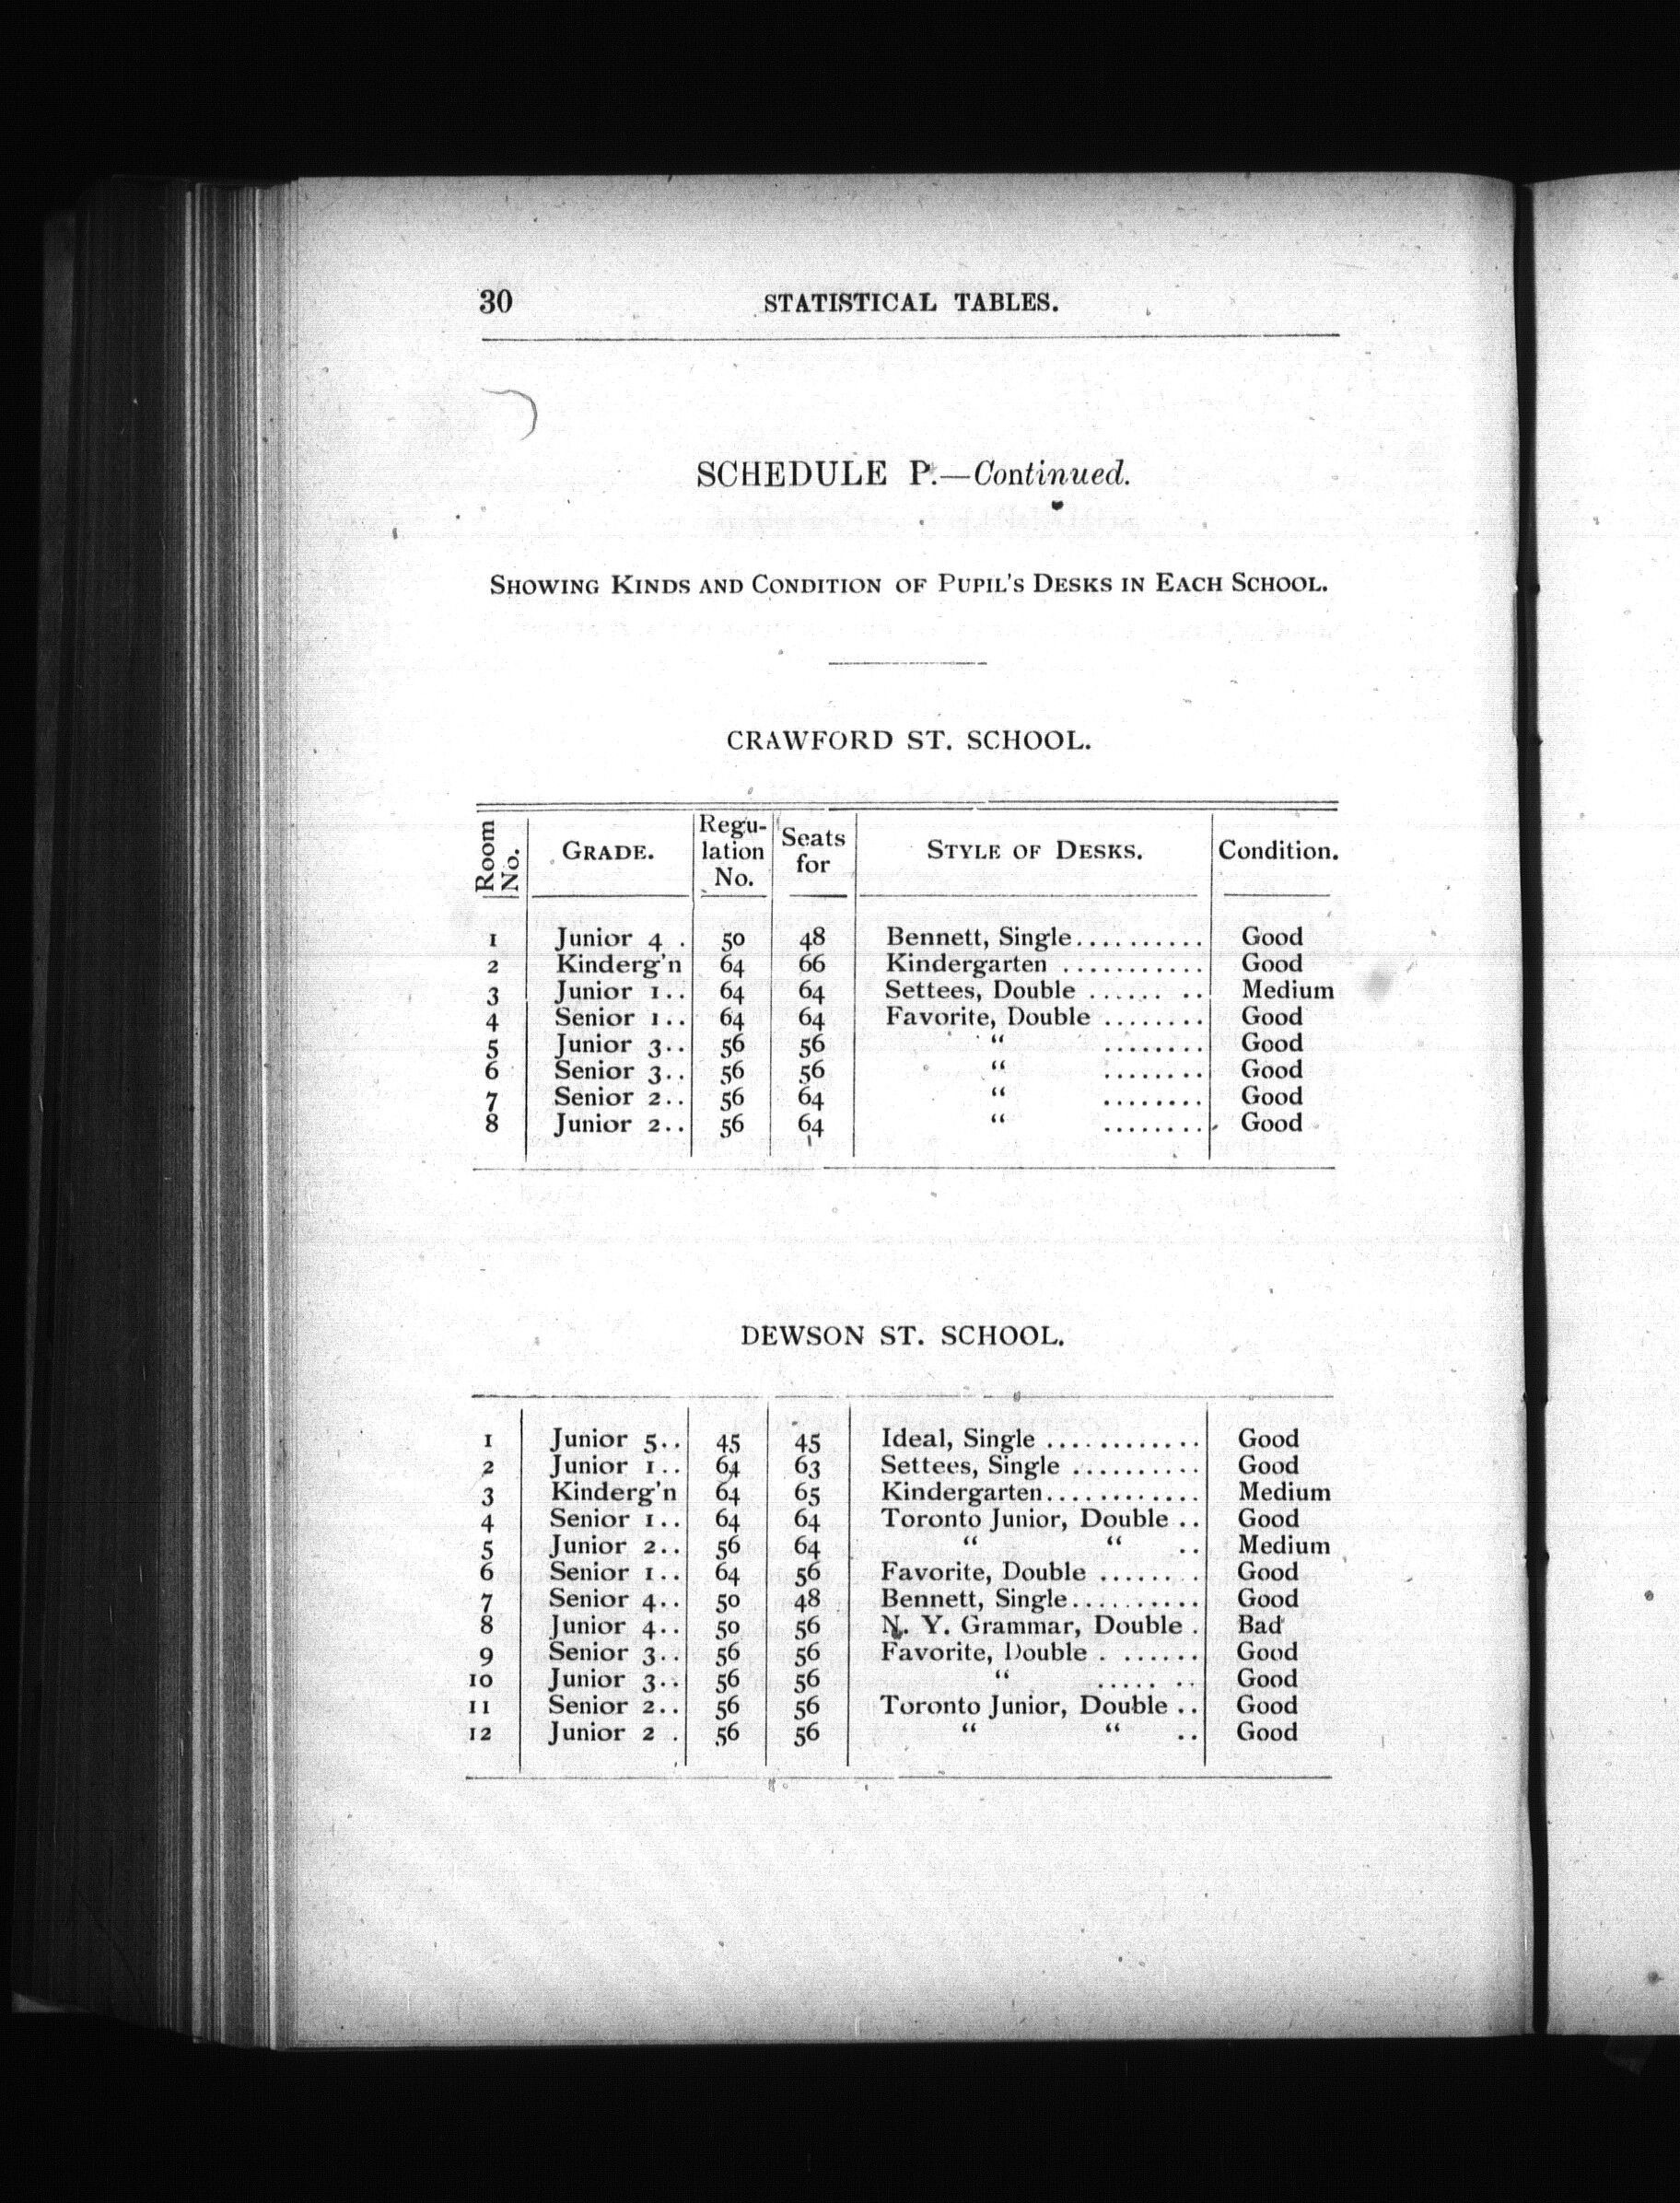 30 STATISTICAL TABLES.
SCHEDULE P.—Continued.
SHOWING KINDS AND CONDITION OF PUPIL'S DESKS IN EACH SCHOOL.
CRAWFORD ST. SCHOOL.
Room No. GRADE. Regu-lation No. Seats for STYLE OF DESKS. Condition.
1 Junior 4 . 50 48 Bennett, Single.......... Good
2 Kinderg'n 64 66 Kindergarten ........... Good
3 Junior 1.. 64 64 Settees, Double ...... .. Medium
4 Senior 1.. 64 64 Favorite, Double ........ Good
5 Junior 3.. 56 56 “ ........ Good
6 Senior 3.. 56 56 “ ........ Good
7 Senior 2.. 56 64 “ ........ Good
8 Junior 2.. 56 64 “ ........ Good
DEWSON ST. SCHOOL.
1 Junior 5.. 45 45 Ideal, Single ............ Good
2 Junior 1.. 64 63 Settees, Single .......... Good
3 Kinderg'n 64 65 Kindergarten............ Medium
4 Senior 1.. 64 64 Toronto Junior, Double .. Good
5 Junior 2.. 56 64 “ “ .. Medium
6 Senior 1.. 64 56 Favorite, Double ....... . Good
7 Senior 4.. 50 48 Bennett, Single.......... Good
8 Junior 4.. 50 56 N. Y. Grammar, Double . Bad
9 Senior 3.. 56 56 Favorite, Double . ...... Good
10 Junior 3.. 56 56 “ ..... .. Good
11 Senior 2.. 56 56 Toronto Junior, Double .. Good
12 Junior 2 . 56 56 “ “ .. Good